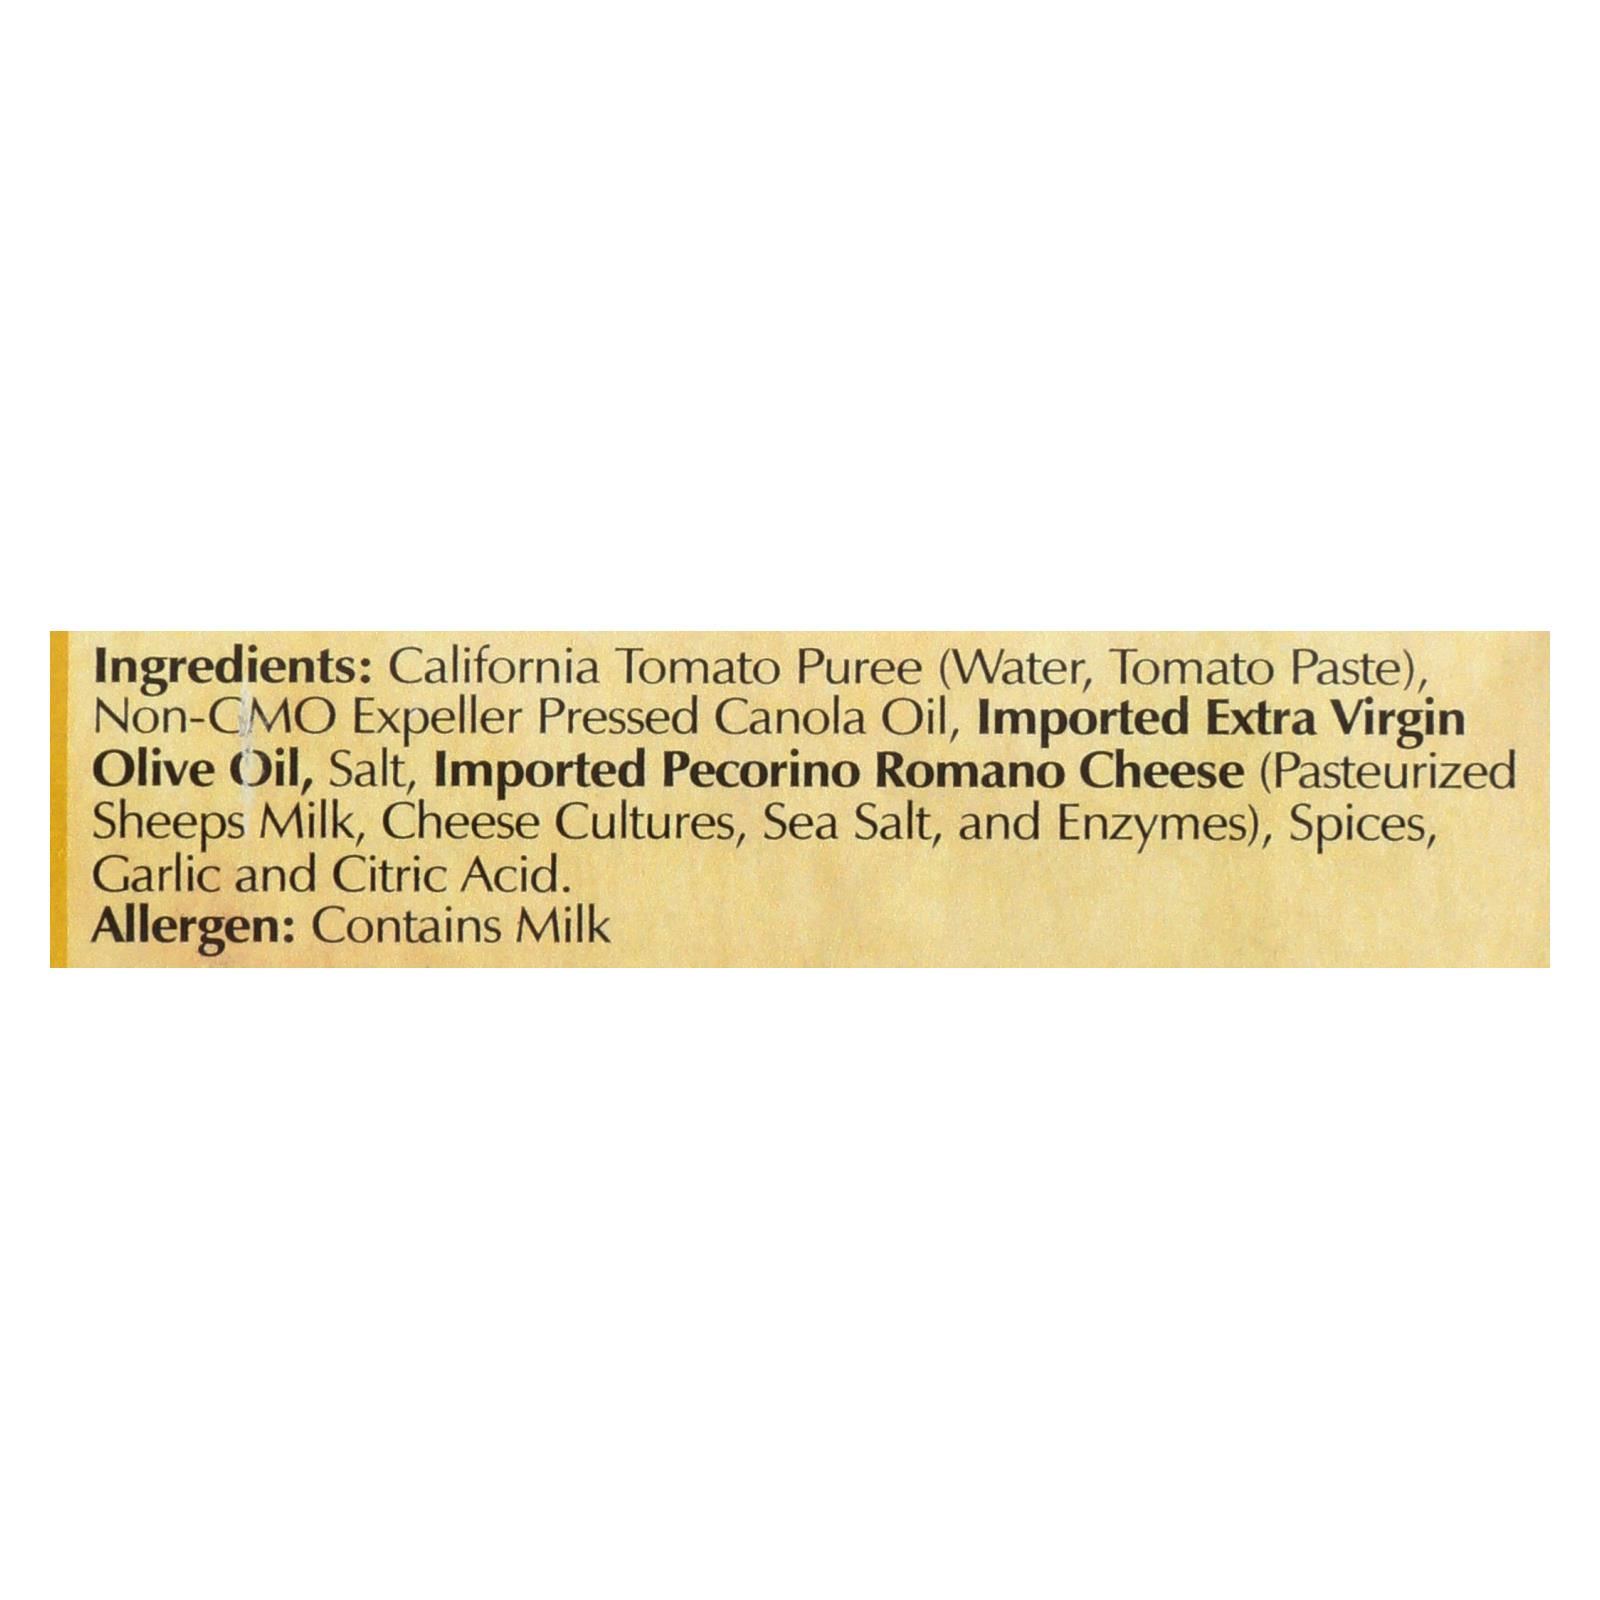 Ingredients: California Tomato Puree (Water, Tomato Paste),
Non-GMO Expeller Pressed Canola Oil, Imported Extra Virgin
Olive Oil, Salt, Imported Pecorino Romano Cheese (Pasteurized
Sheeps Milk, Cheese Cultures, Sea Salt, and Enzymes), Spices,
Garlic and Citric Acid.
Allergen: Contains Milk